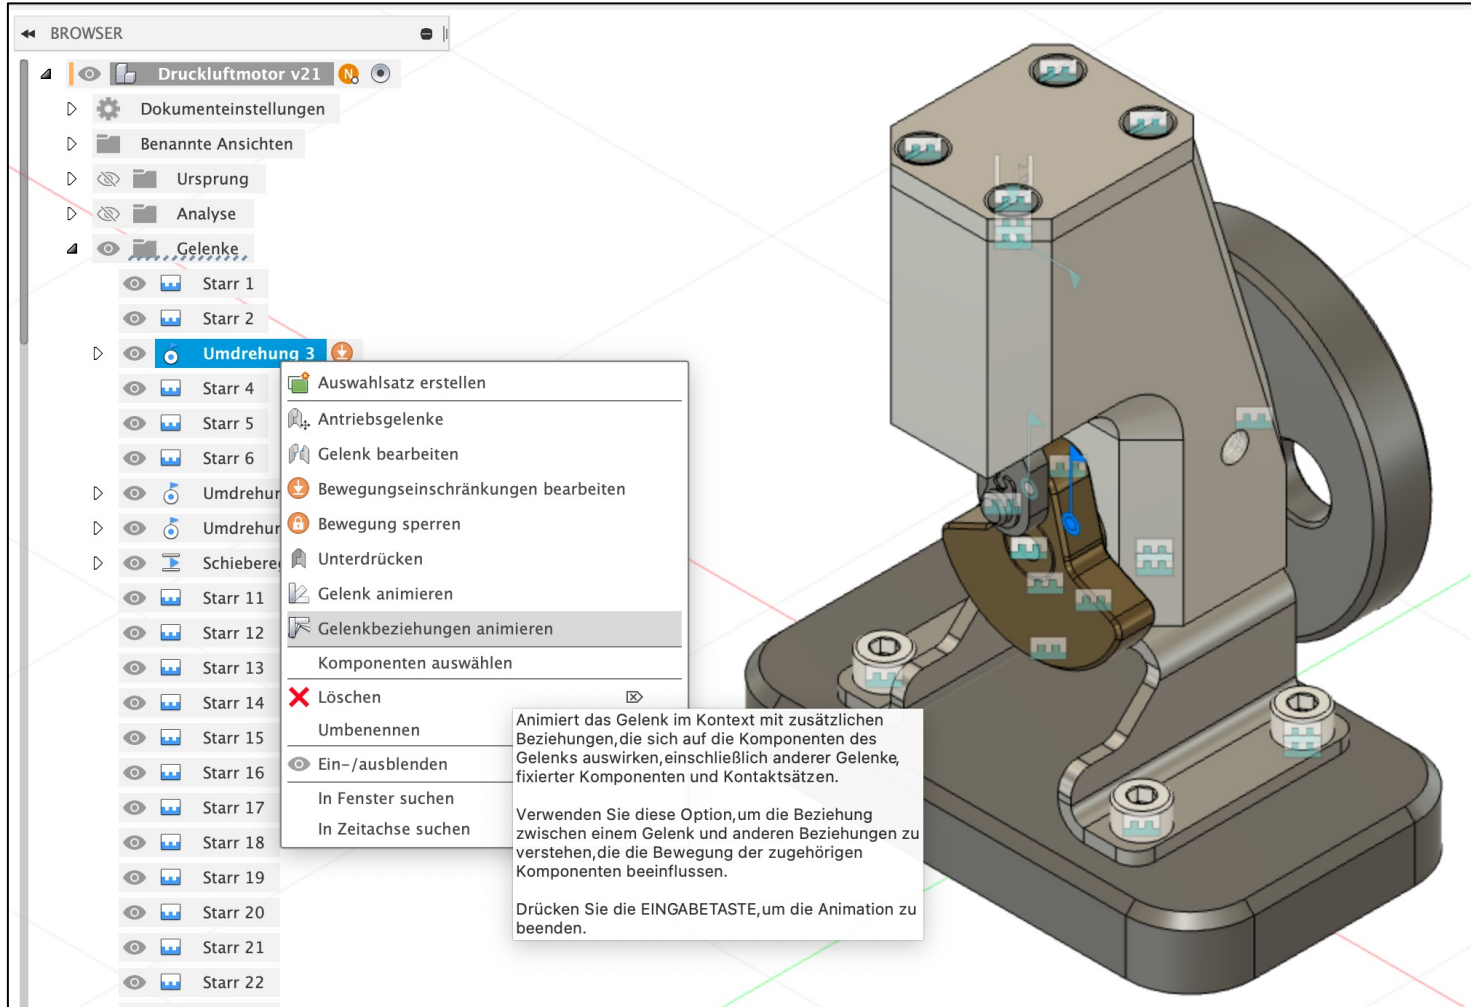 BROWSER
Druckluftmotor v21
Dokumenteinstellungen
Benannte Ansichten
Ursprung
Analyse
Gelenke
Starr 1
Starr 2
Umdrehung 3
Starr 4
Starr 5
Starr 6
Umdrehur
Umdrehur
Schiebere
Starr 11
Starr 12
Starr 13
Starr 14
Starr 15
Starr 16
Starr 17
Starr 18
Starr 19
Starr 20
Starr 21
Starr 22
Auswahlsatz erstellen
Antriebsgelenke
Gelenk bearbeiten
Bewegungseinschränkungen bearbeiten
Bewegung sperren
Unterdrücken
Gelenk animieren
Gelenkbeziehungen animieren
Komponenten auswählen
Löschen
Umbenennen
Ein-/ausblenden
In Fenster suchen
In Zeitachse suchen
Animiert das Gelenk im Kontext mit zusätzlichen
Beziehungen,die sich auf die Komponenten des
Gelenks auswirken,einschließlich anderer Gelenke,
fixierter Komponenten und Kontaktsätzen.
Verwenden Sie diese Option,um die Beziehung
zwischen einem Gelenk und anderen Beziehungen zu
verstehen,die die Bewegung der zugehörigen
Komponenten beeinflussen.
Drücken Sie die EINGABETASTE,um die Animation zu
beenden.